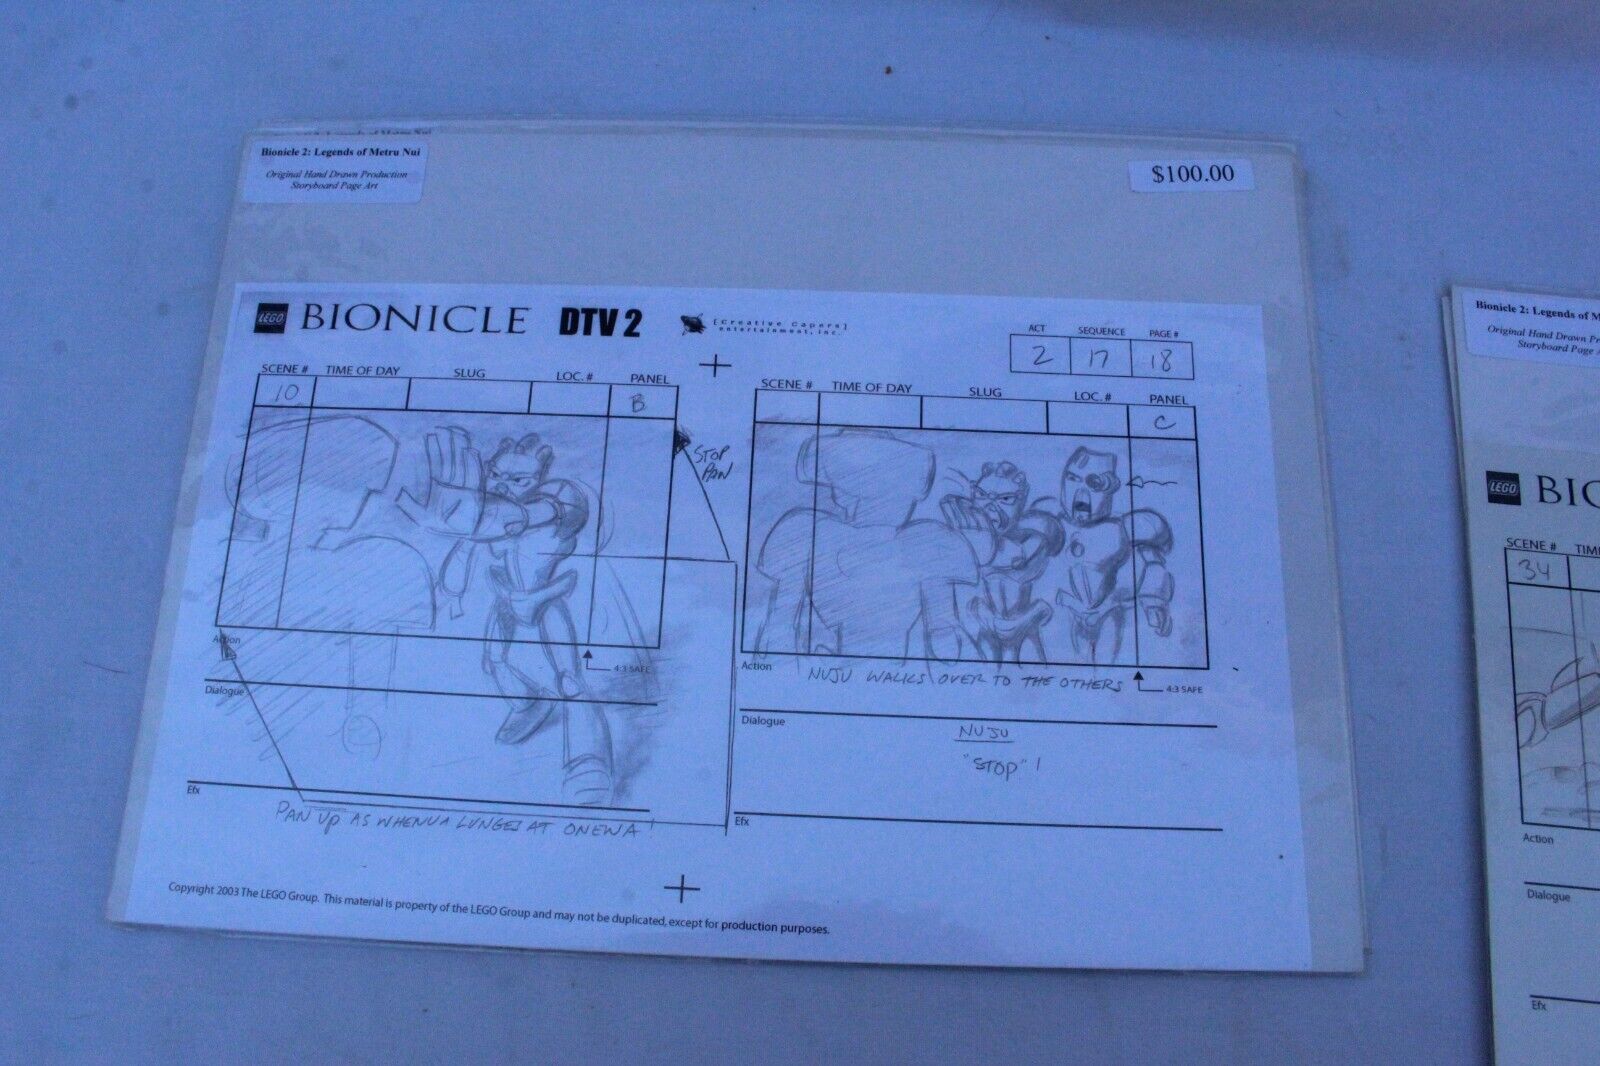 Bionicle 2: Legends of Metru Nui
Original Hand Drawn Production
Storyboard Page Art
$100.00
LEGO BIONICLE DTV 2
[Creative Capers]
entertainment, inc.
ACT SEQUENCE PAGE #
2 17 18
SCENE # TIME OF DAY SLUG LOC. # PANEL
10 B
STOP
PAN
Action
4:3 SAFE
Dialogue
Efx
PAN UP AS WHENUA LUNGES AT ONEWA!
SCENE # TIME OF DAY SLUG LOC. # PANEL
C
Action
NUJU WALKS OVER TO THE OTHERS
4:3 SAFE
Dialogue
NUJU
"STOP"!
Efx
Copyright 2003 The LEGO Group. This material is property of the LEGO Group and may not be duplicated, except for production purposes.
Bionicle 2: Legends of
Original Hand Drawn
Storyboard Page
LEGO
SCENE #
34
Action
Dialogue
Efx